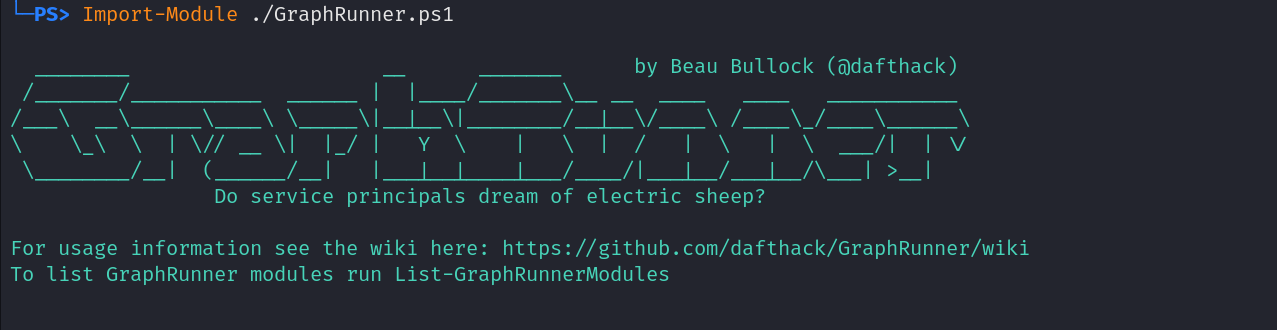 └─PS> Import-Module ./GraphRunner.ps1
by Beau Bullock (@dafthack)
GraphRunner
Do service principals dream of electric sheep?
For usage information see the wiki here: https://github.com/dafthack/GraphRunner/wiki
To list GraphRunner modules run List-GraphRunnerModules